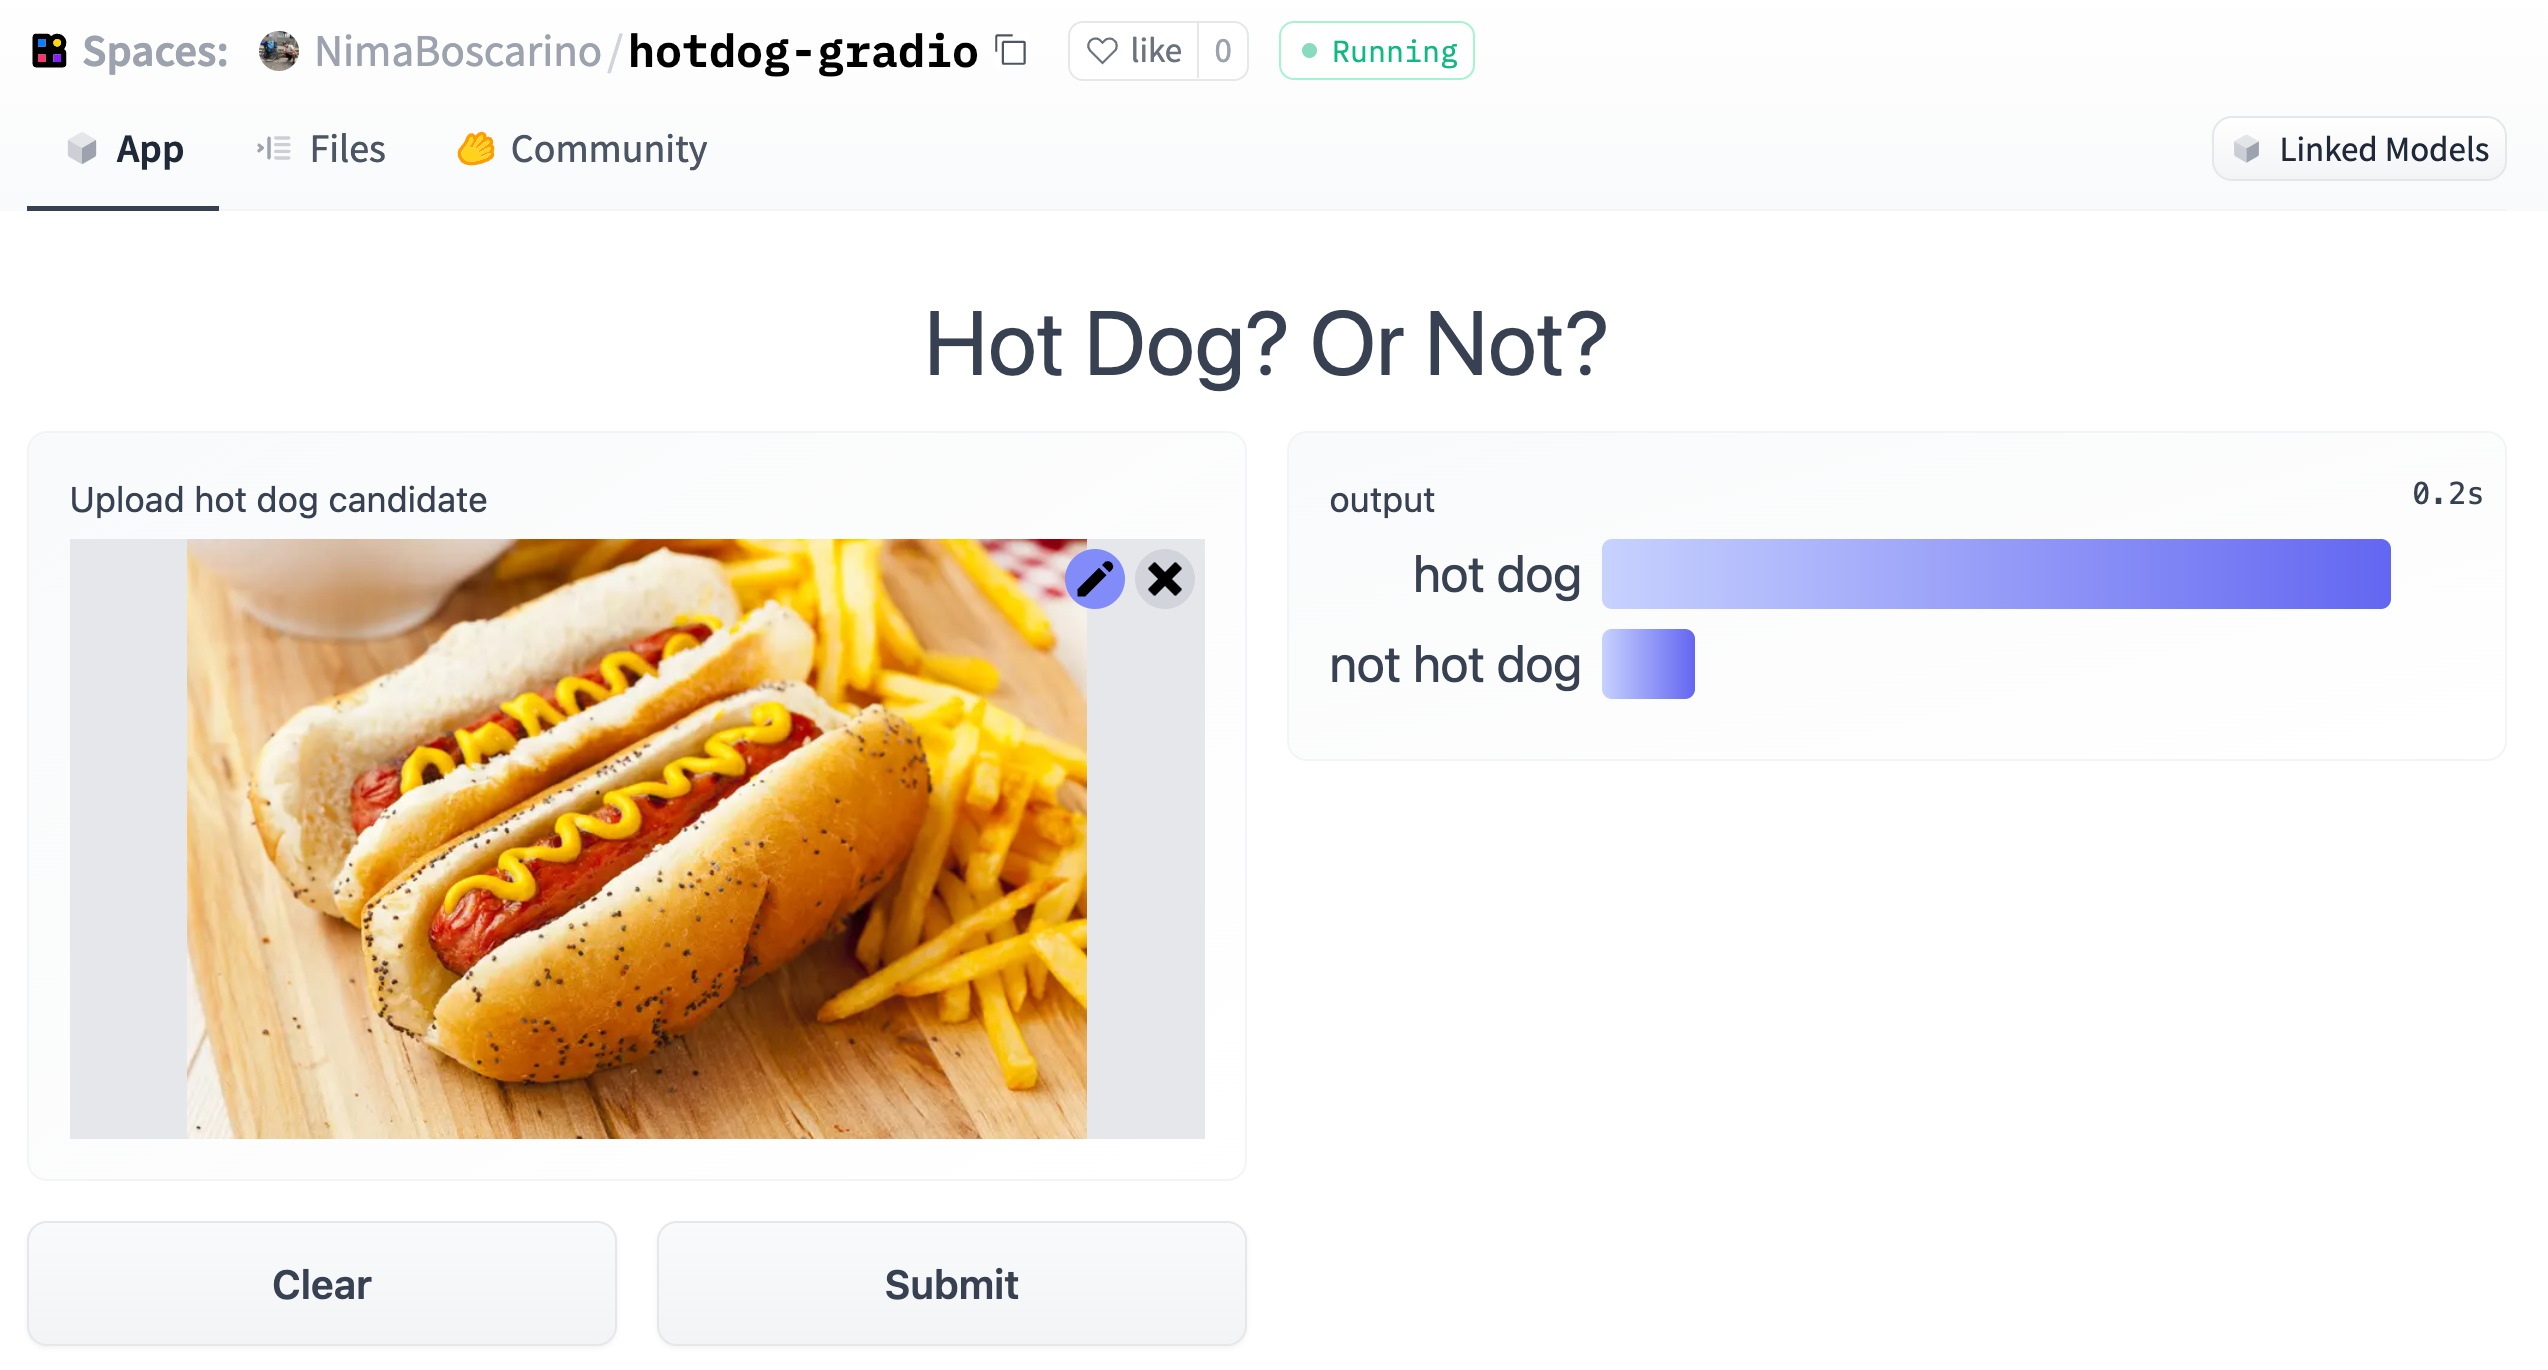 Spaces: NimaBoscarino/hotdog-gradio like 0 Running
App Files Community Linked Models
Hot Dog? Or Not?
Upload hot dog candidate
output 0.2s
hot dog
not hot dog
Clear Submit